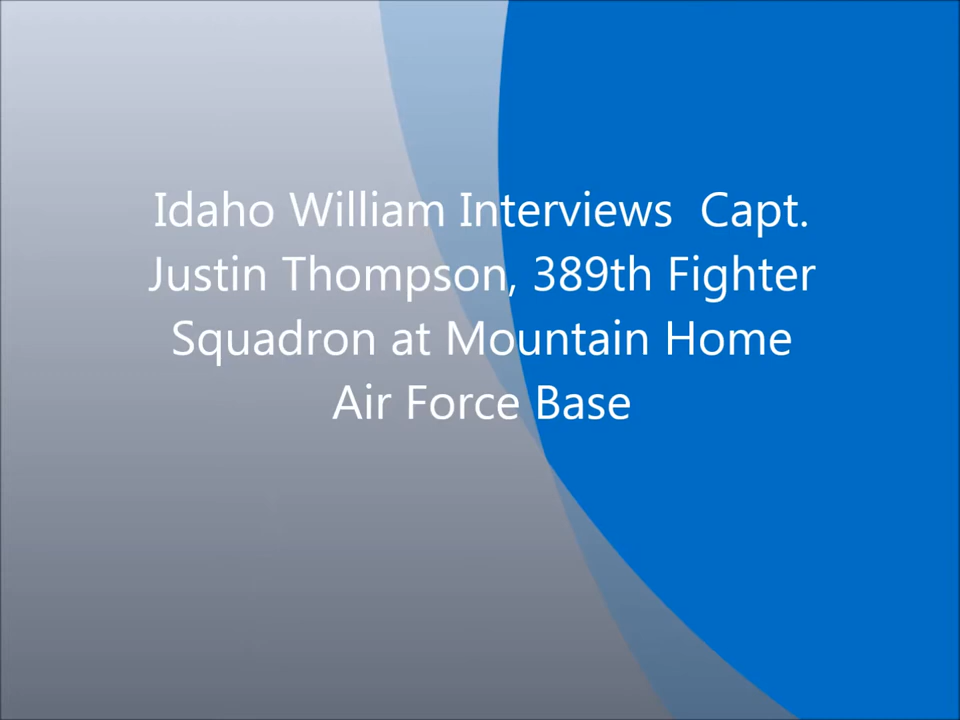 Idaho William Interviews  Capt.
Justin Thompson, 389th Fighter
Squadron at Mountain Home
Air Force Base